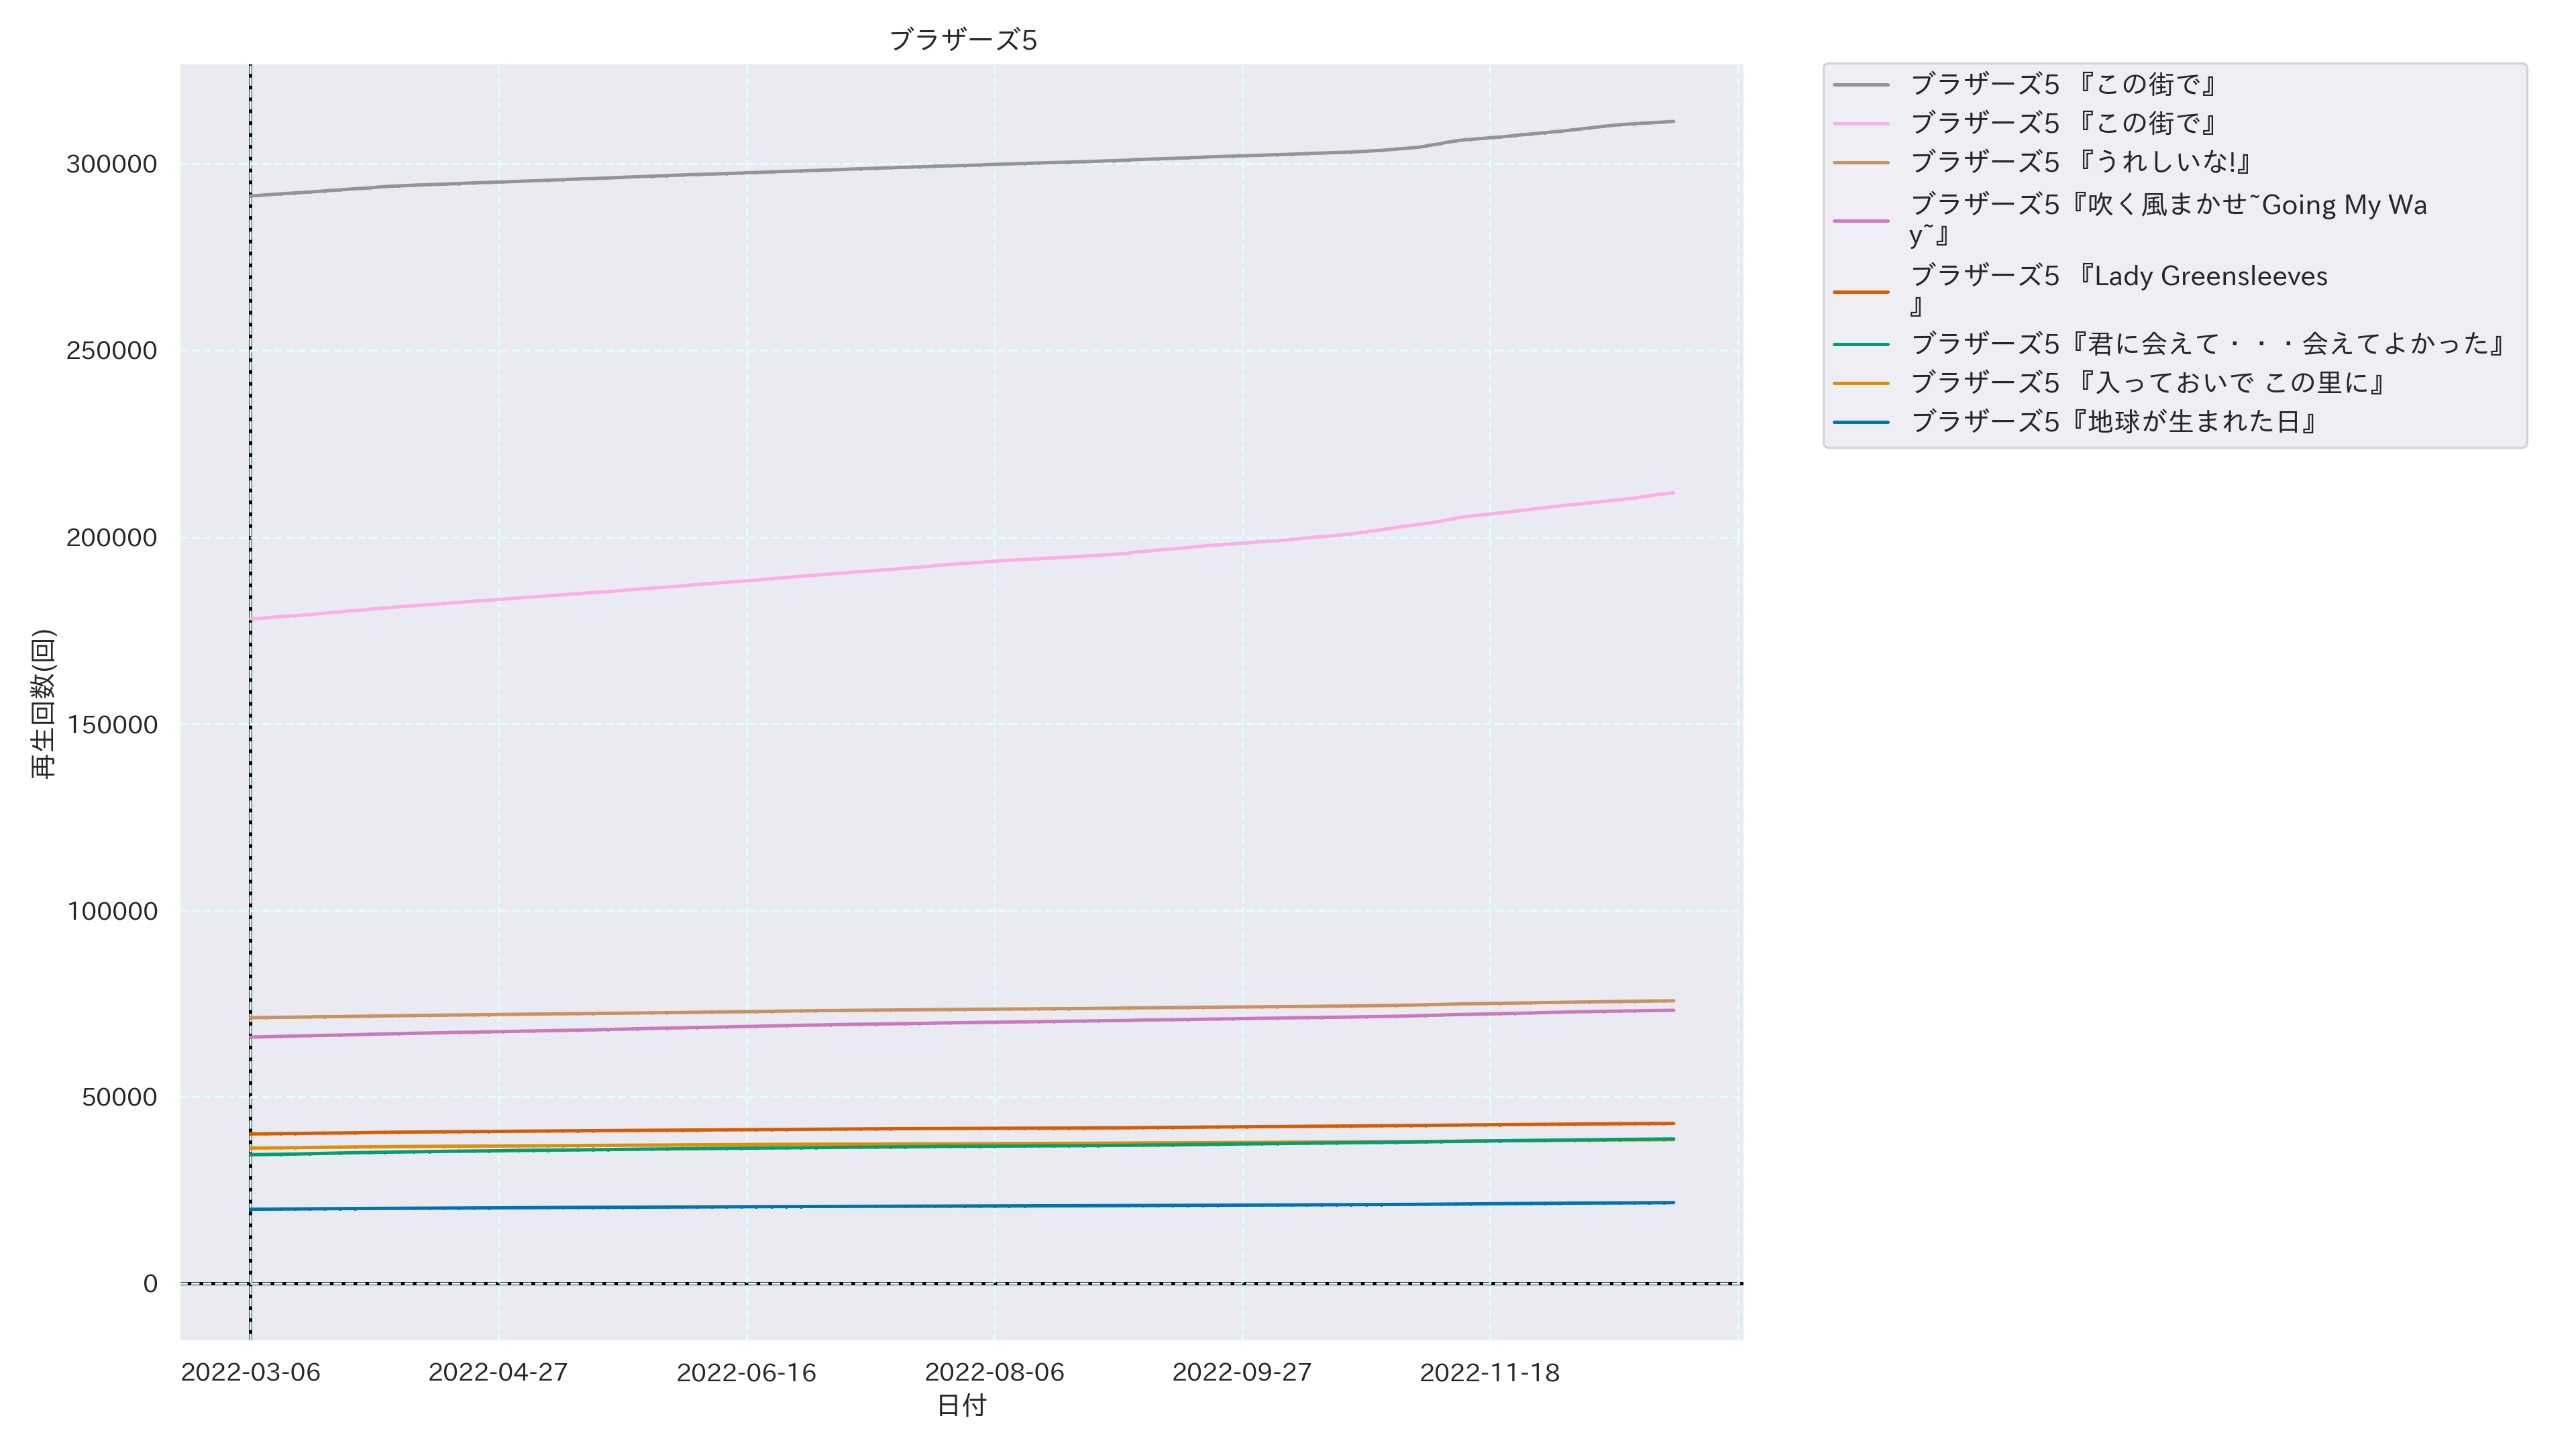 ブラザーズ5
300000
250000
200000
150000
100000
50000
0
再生回数(回)
2022-03-06
2022-04-27
2022-06-16
2022-08-06
2022-09-27
2022-11-18
日付
ブラザーズ5 『この街で』
ブラザーズ5 『この街で』
ブラザーズ5 『うれしいな!』
ブラザーズ5『吹く風まかせ~Going My Wa
y~』
ブラザーズ5 『Lady Greensleeves
』
ブラザーズ5『君に会えて・・・会えてよかった』
ブラザーズ5 『入っておいで この里に』
ブラザーズ5『地球が生まれた日』